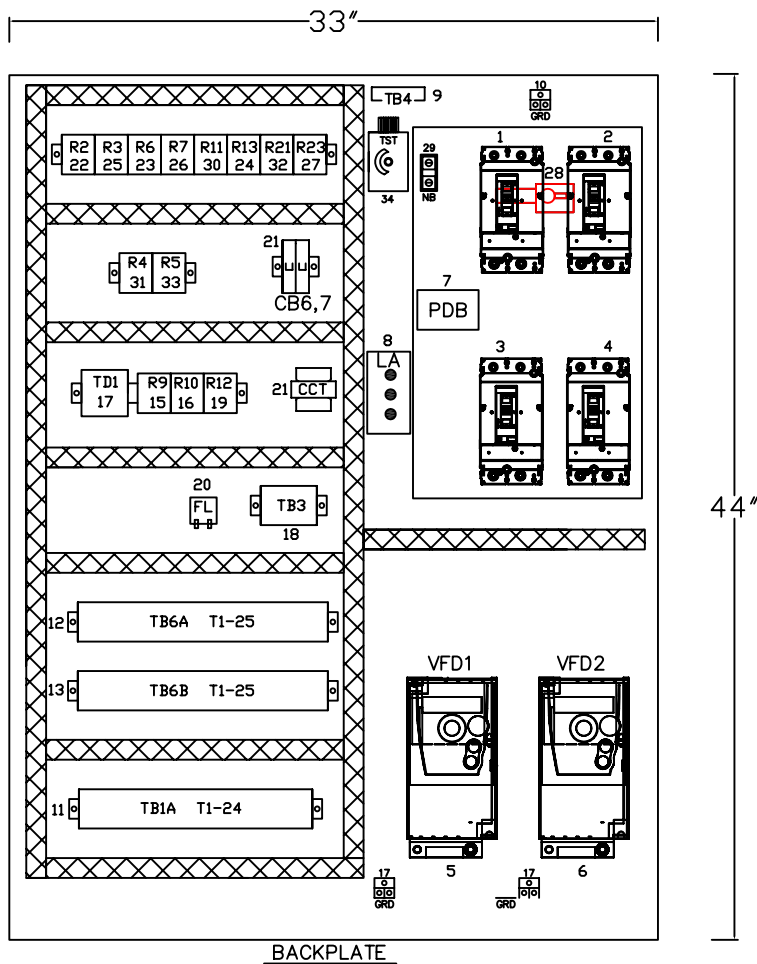 33"
TB4 9
10
GRD
TST
34
29
NB
1
2
28
R2 R3 R6 R7 R11 R13 R21 R23
22 25 23 26 30 24 32 27
R4 R5
31 33
21
CB6,7
7
PDB
8
LA
3
4
TD1
17
R9 R10 R12
15 16 19
21 CCT
20
FL
TB3
18
44"
12 TB6A T1-25
13 TB6B T1-25
VFD1
VFD2
11 TB1A T1-24
5
6
17
GRD
17
GRD
BACKPLATE